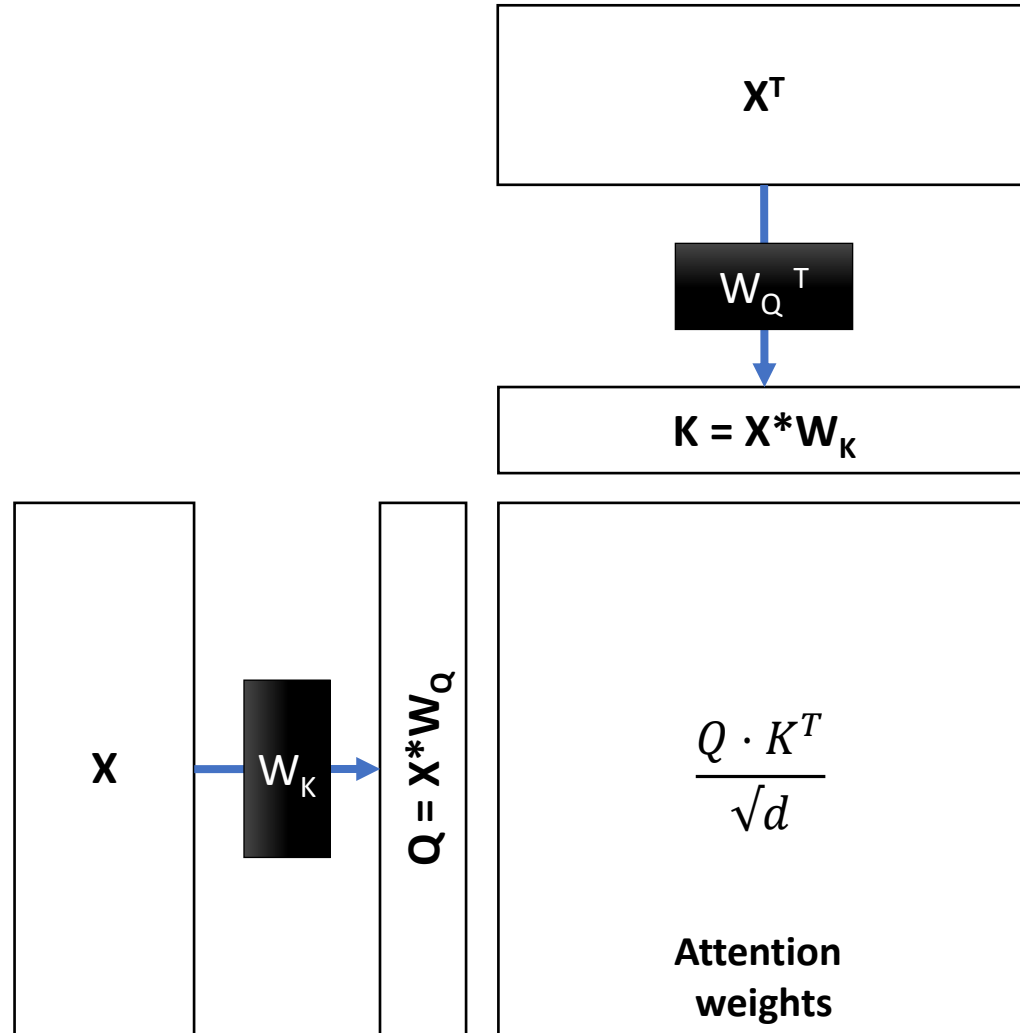 X^T
W_Q^T
K = X*W_K
X
W_K
Q = X*W_Q
Q · K^T
√d
Attention
weights